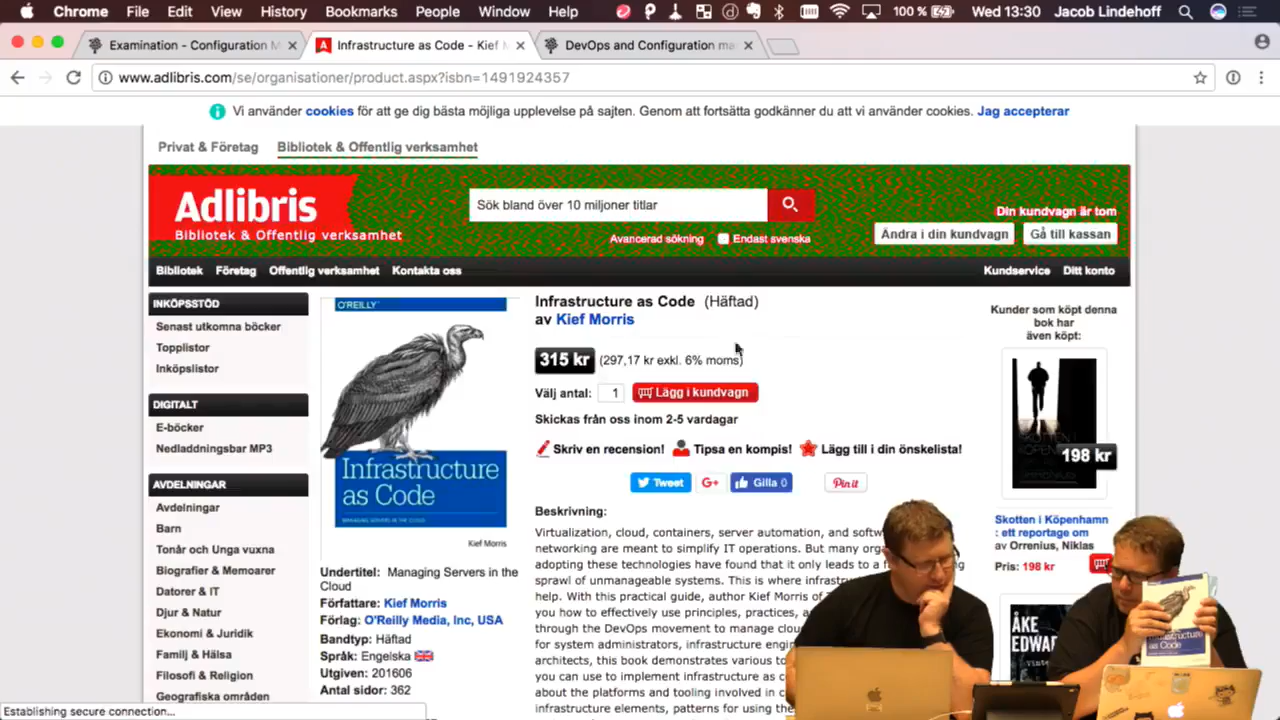 Chrome File Edit View History Bookmarks People Window Help 100 % Wed 13:30 Jacob Lindehoff
Examination - Configuration M
Infrastructure as Code - Kief M
DevOps and Configuration ma
www.adlibris.com/se/organisationer/product.aspx?isbn=1491924357
Vi använder cookies för att ge dig bästa möjliga upplevelse på sajten. Genom att fortsätta godkänner du att vi använder cookies. Jag accepterar
Privat & Företag Bibliotek & Offentlig verksamhet
Adlibris
Bibliotek & Offentlig verksamhet
Sök bland över 10 miljoner titlar
Avancerad sökning Endast svenska
Din kundvagn är tom
Ändra i din kundvagn Gå till kassan
Bibliotek Företag Offentlig verksamhet Kontakta oss Kundservice Ditt konto
INKÖPSSTÖD
Senast utkomna böcker
Topplistor
Inköpslistor
DIGITALT
E-böcker
Nedladdningsbar MP3
AVDELNINGAR
Avdelningar
Barn
Tonår och Unga vuxna
Biografier & Memoarer
Datorer & IT
Djur & Natur
Ekonomi & Juridik
Familj & Hälsa
Filosofi & Religion
Geografiska områden
O'REILLY
Infrastructure
as Code
MANAGING SERVERS IN THE CLOUD
Kief Morris
Undertitel: Managing Servers in the
Cloud
Författare: Kief Morris
Förlag: O'Reilly Media, Inc, USA
Bandtyp: Häftad
Språk: Engelska
Utgiven: 201606
Antal sidor: 362
Infrastructure as Code (Häftad)
av Kief Morris
315 kr (297,17 kr exkl. 6% moms)
Välj antal: 1 Lägg i kundvagn
Skickas från oss inom 2-5 vardagar
Skriv en recension! Tipsa en kompis! Lägg till i din önskelista!
Tweet G+ Gilla 0 Pin it
Beskrivning:
Virtualization, cloud, containers, server automation, and softw
networking are meant to simplify IT operations. But many orga
adopting these technologies have found that it only leads to a f
sprawl of unmanageable systems. This is where infrastru
help. With this practical guide, author Kief Morris of T
you how to effectively use principles, practices, a
through the DevOps movement to manage clou
for system administrators, infrastructure engin
architects, this book demonstrates various to
you can use to implement infrastructure as c
about the platforms and tooling involved in c
infrastructure elements, patterns for using the
Kunder som köpt denna
bok har
även köpt:
198 kr
Skotten i Köpenhamn
: ett reportage om
av Orrenius, Niklas
Pris: 198 kr
ÅKE
EDWAR
Infrastructure
as Code
Establishing secure connection...